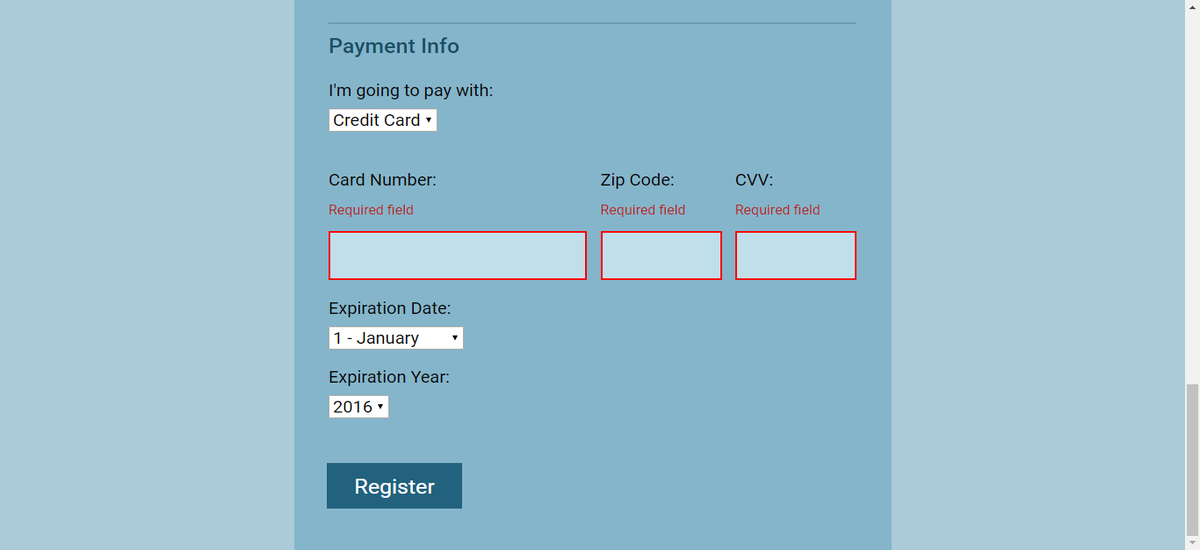 Payment Info
I'm going to pay with:
Credit Card
Card Number: Zip Code: CVV:
Required field Required field Required field
Expiration Date:
1 - January
Expiration Year:
2016
Register